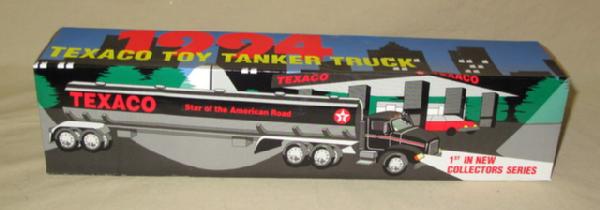 1994
TEXACO TOY TANKER TRUCK
TEXACO
TEXACO
TEXACO
Star of the American Road
T
1ST IN NEW
COLLECTORS SERIES